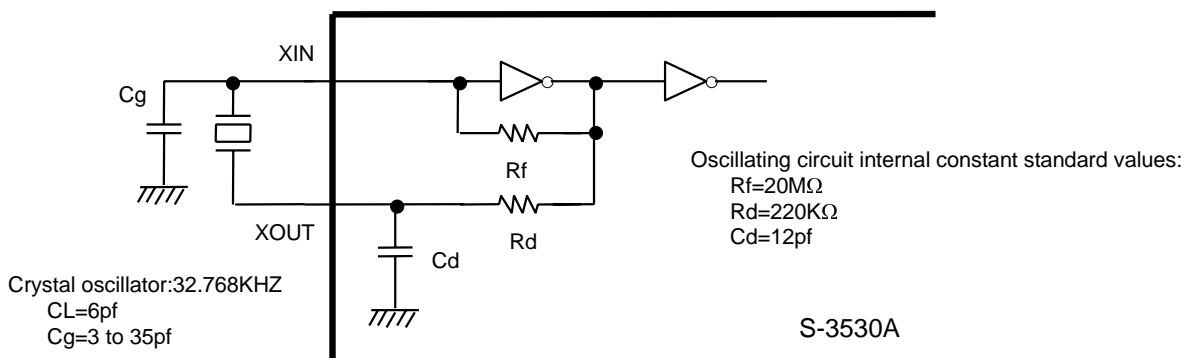 XIN
Cg
Rf
Oscillating circuit internal constant standard values:
Rf=20MΩ
Rd=220KΩ
Cd=12pf
XOUT
Rd
Cd
Crystal oscillator:32.768KHZ
CL=6pf
Cg=3 to 35pf
S-3530A